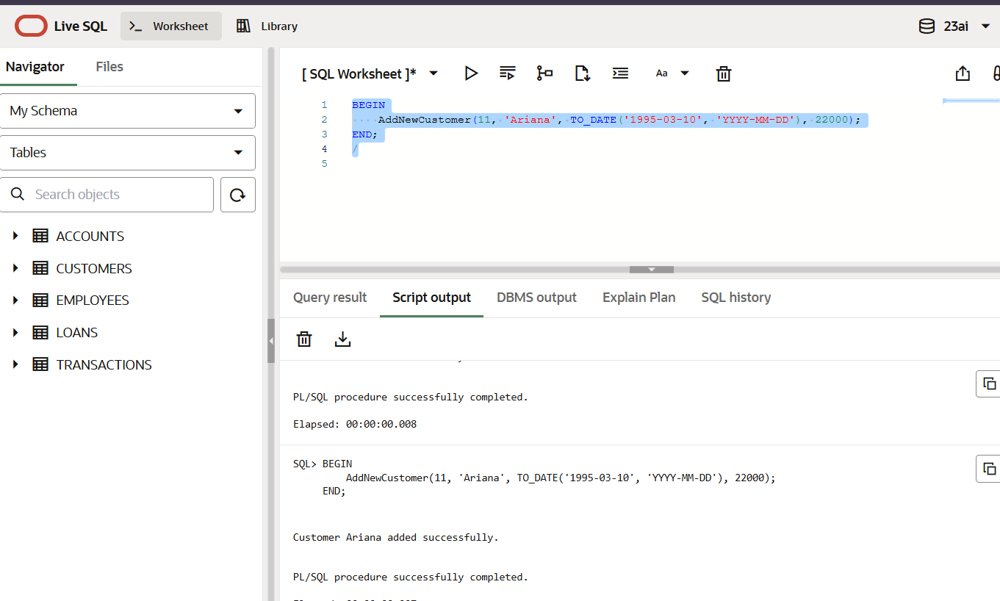 Live SQL
Worksheet
Library
23ai
Navigator
Files
[ SQL Worksheet ]*
Aa
My Schema
Tables
Search objects
ACCOUNTS
CUSTOMERS
EMPLOYEES
LOANS
TRANSACTIONS
1 BEGIN
2 ····AddNewCustomer(11,·'Ariana',·TO_DATE('1995-03-10',·'YYYY-MM-DD'),·22000);
3 END;
4 /
5
Query result
Script output
DBMS output
Explain Plan
SQL history
PL/SQL procedure successfully completed.
Elapsed: 00:00:00.008
SQL> BEGIN
AddNewCustomer(11, 'Ariana', TO_DATE('1995-03-10', 'YYYY-MM-DD'), 22000);
END;
Customer Ariana added successfully.
PL/SQL procedure successfully completed.